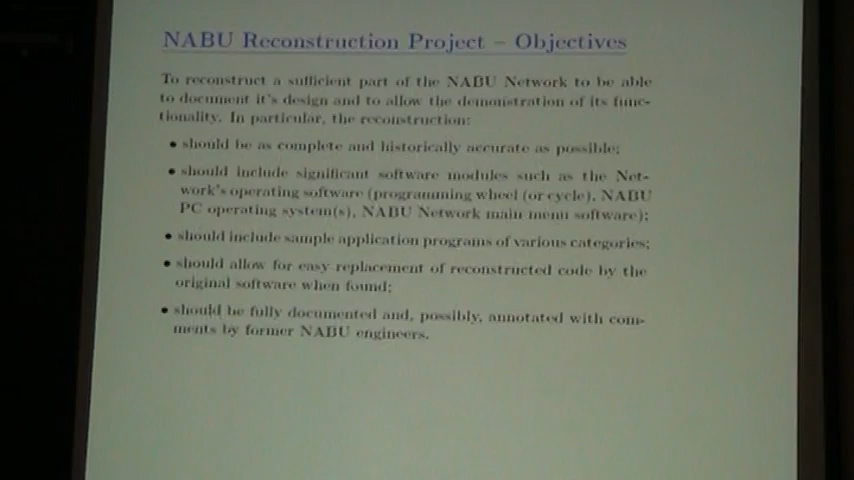 NABU Reconstruction Project – Objectives
To reconstruct a sufficient part of the NABU Network to be able
to document it's design and to allow the demonstration of its func-
tionality. In particular, the reconstruction:
• should be as complete and historically accurate as possible;
• should include significant software modules such as the Net-
work's operating software (programming wheel (or cycle), NABU
PC operating system(s), NABU Network main menu software);
• should include sample application programs of various categories;
• should allow for easy replacement of reconstructed code by the
original software when found;
• should be fully documented and, possibly, annotated with com-
ments by former NABU engineers.